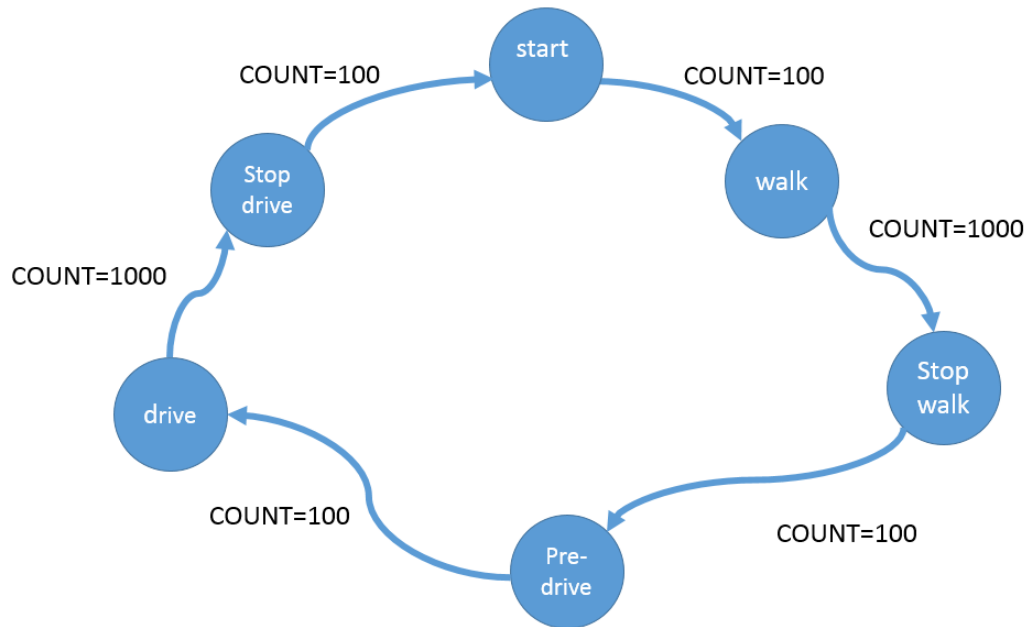 start
COUNT=100
walk
COUNT=1000
Stop
walk
COUNT=100
Pre-
drive
COUNT=100
drive
COUNT=1000
Stop
drive
COUNT=100